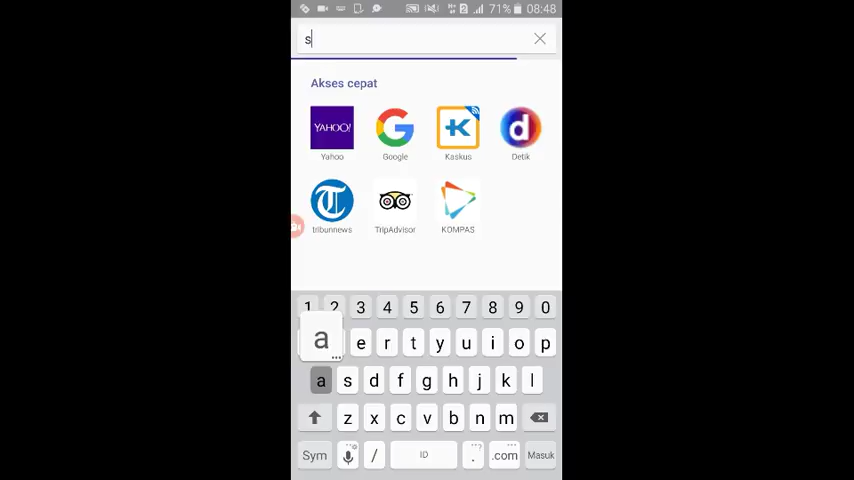 71% 08:48
s
Akses cepat
YAHOO!
Yahoo Google Kaskus Detik
tribunnews TripAdvisor KOMPAS
1 2 3 4 5 6 7 8 9 0
a e r t y u i o p
a s d f g h j k l
z x c v b n m
Sym / ID . .com Masuk